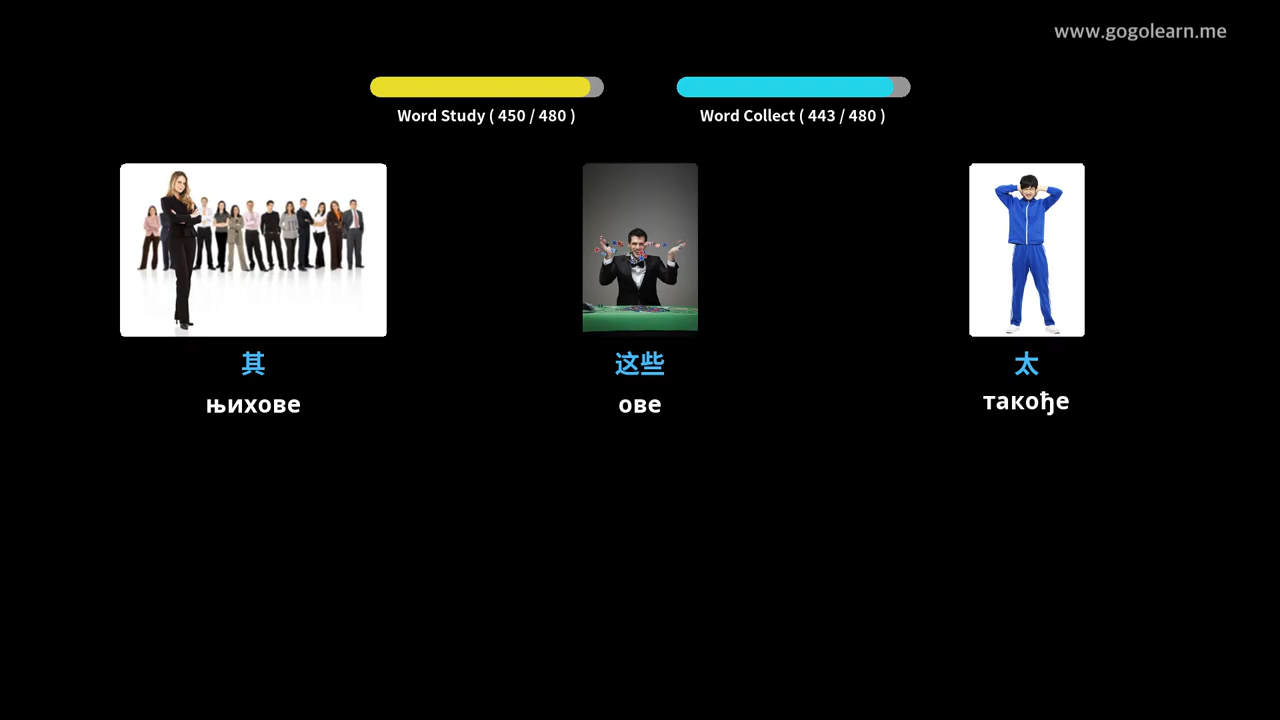 www.gogolearn.me
Word Study ( 450 / 480 )
Word Collect ( 443 / 480 )
其
这些
太
њихове
ове
такође